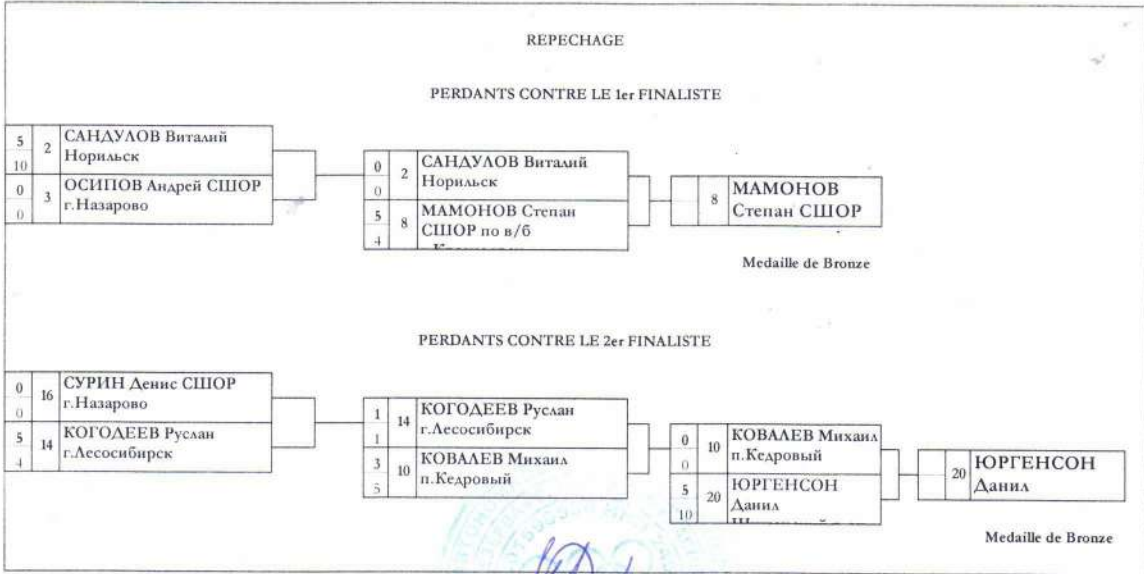 REPECHAGE
PERDANTS CONTRE LE 1er FINALISTE
5 10 2 САНДУЛОВ Виталий
Норильск
0 0 3 ОСИПОВ Андрей СШОР
г.Назарово
0 0 2 САНДУЛОВ Виталий
Норильск
5 4 8 МАМОНОВ Степан
СШОР по в/б
8 МАМОНОВ
Степан СШОР
Medaille de Bronze
PERDANTS CONTRE LE 2er FINALISTE
0 0 16 СУРИН Денис СШОР
г.Назарово
5 4 14 КОГОДЕЕВ Руслан
г.Лесосибирск
1 1 14 КОГОДЕЕВ Руслан
г.Лесосибирск
3 5 10 КОВАЛЕВ Михаил
п.Кедровый
0 0 10 КОВАЛЕВ Михаил
п.Кедровый
5 10 20 ЮРГЕНСОН
Данил
20 ЮРГЕНСОН
Данил
Medaille de Bronze